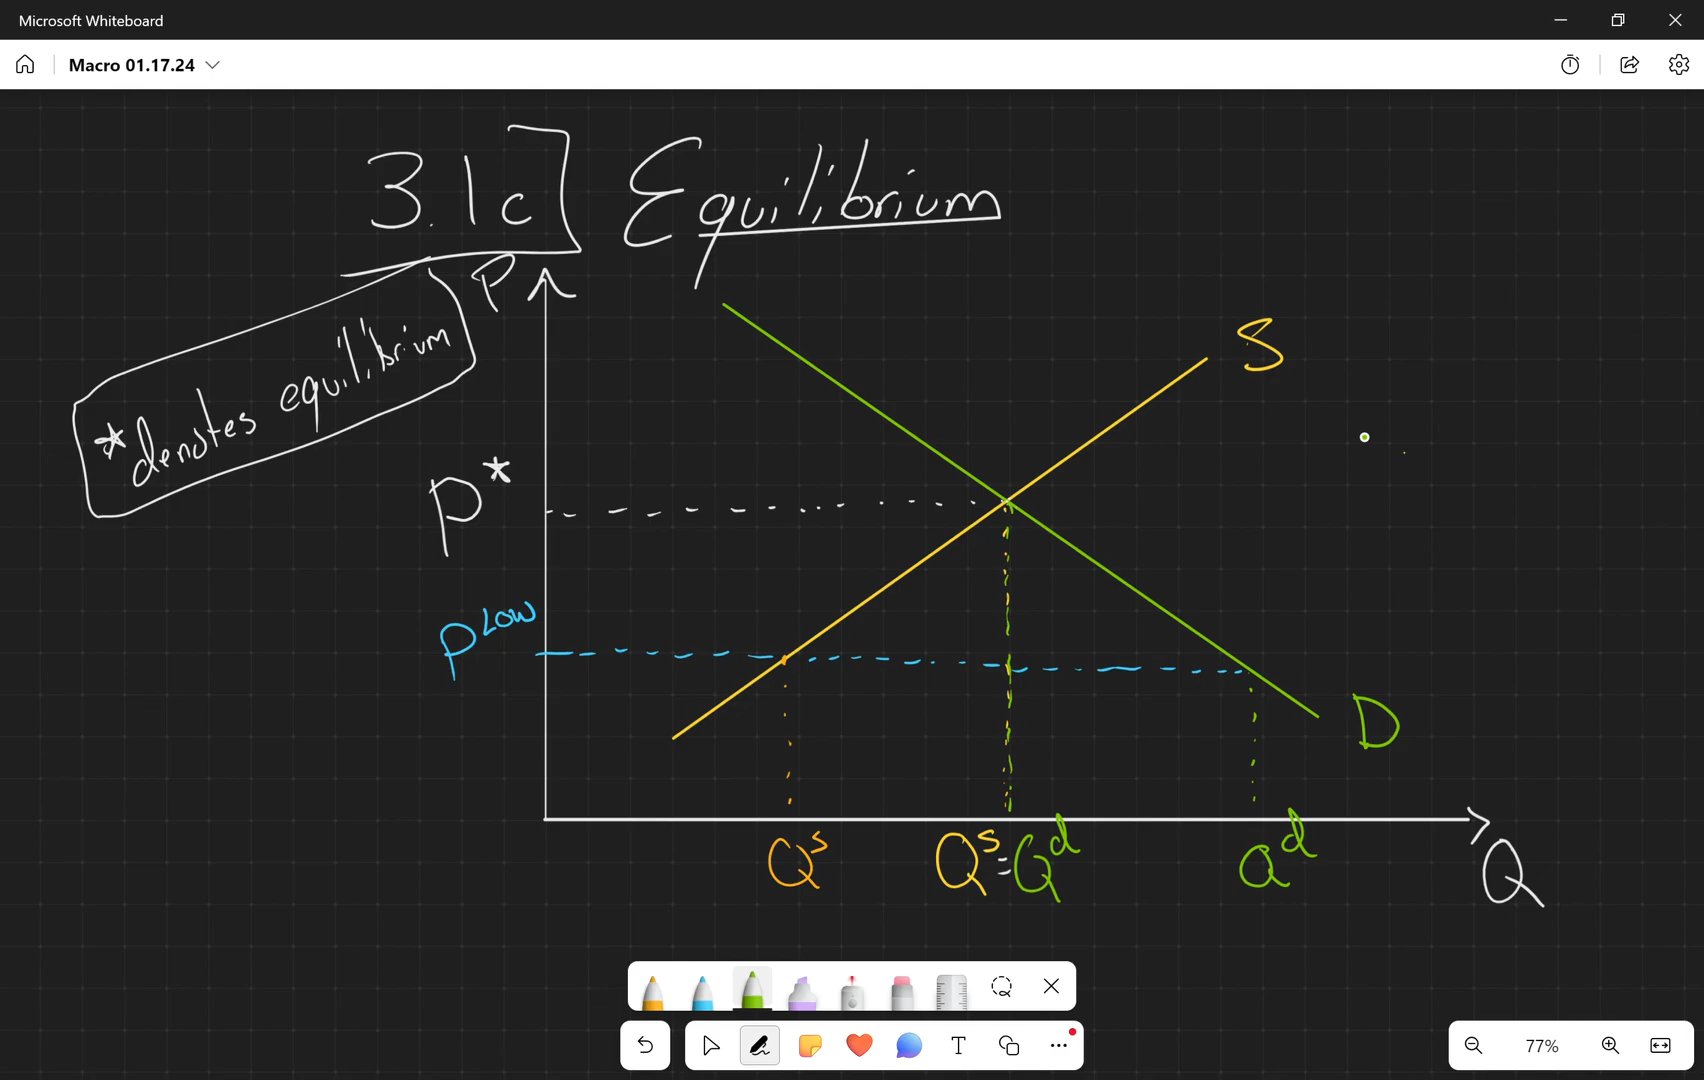 Microsoft Whiteboard
Macro 01.17.24
3.1c] Equilibrium
P
*denotes equilibrium
S
P*
P^LOW
D
Q^s
Q^s = Q^d
Q^d
Q
T
77%